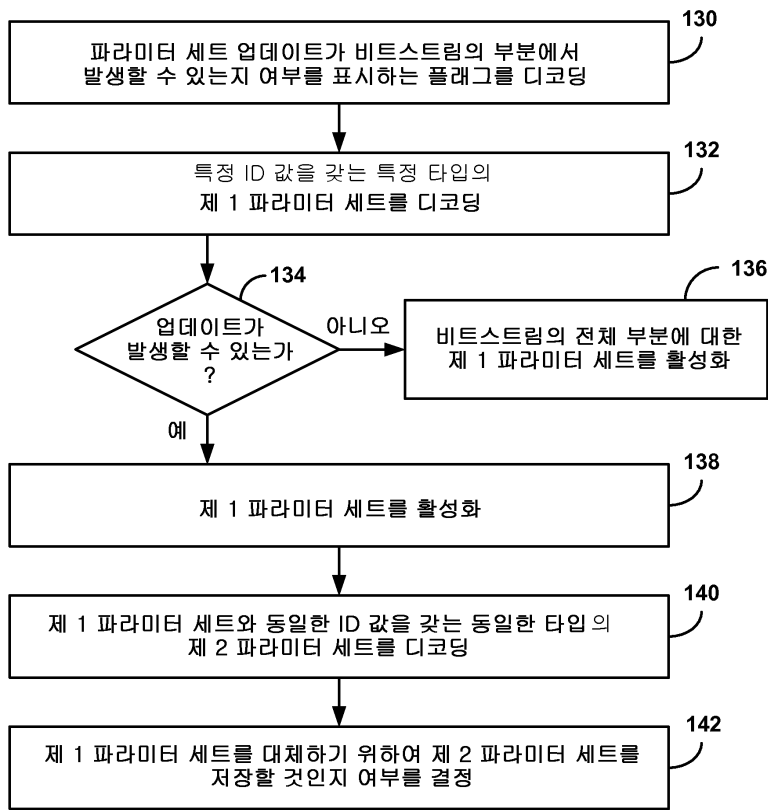 파라미터 세트 업데이트가 비트스트림의 부분에서
발생할 수 있는지 여부를 표시하는 플래그를 디코딩
130
특정 ID 값을 갖는 특정 타입의
제 1 파라미터 세트를 디코딩
132
134
업데이트가
발생할 수 있는가
?
아니오
136
비트스트림의 전체 부분에 대한
제 1 파라미터 세트를 활성화
예
138
제 1 파라미터 세트를 활성화
140
제 1 파라미터 세트와 동일한 ID 값을 갖는 동일한 타입의
제 2 파라미터 세트를 디코딩
142
제 1 파라미터 세트를 대체하기 위하여 제 2 파라미터 세트를
저장할 것인지 여부를 결정